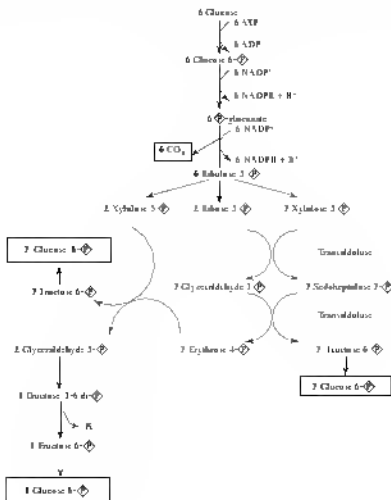 6 Glucose
6 ATP
6 ADP
6 Glucose 6-P
6 NADP⁺
6 NADPH + H⁺
6 P-gluconate
6 NADP⁺
6 CO₂
6 NADPH + H⁺
6 Ribulose 5 P
2 Xylulose 5-P
2 Ribose 5 P
2 Xylulose 5 P
2 Glucose 6-P
Transketolase
2 Fructose 6-P
2 Glyceraldehyde 3 P
2 Sedoheptulose 7-P
Transaldolase
2 Glyceraldehyde 3-P
2 Erythrose 4-P
2 Fructose 6 P
2 Glucose 6-P
1 Fructose 1-6 di-P
Pi
1 Fructose 6-P
1 Glucose 6-P